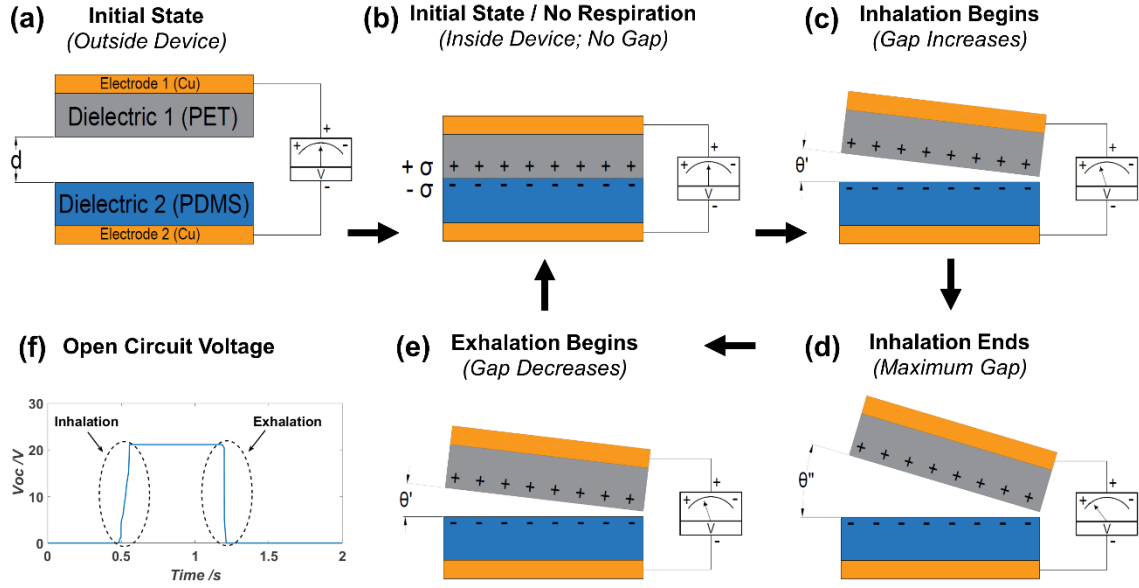 (a) Initial State
(Outside Device)
Electrode 1 (Cu)
Dielectric 1 (PET)
d
Dielectric 2 (PDMS)
Electrode 2 (Cu)
+
+ -
V
-
(b) Initial State / No Respiration
(Inside Device; No Gap)
+ σ + + + + + + + +
- σ - - - - - - - -
+
+ -
V
-
(c) Inhalation Begins
(Gap Increases)
+ + + + + + + +
θ'
- - - - - - - -
+
+ -
V
-
(d) Inhalation Ends
(Maximum Gap)
+ + + + + + + +
θ"
- - - - - - - -
+
+ -
V
-
(e) Exhalation Begins
(Gap Decreases)
+ + + + + + + +
θ'
- - - - - - - -
+
+ -
V
-
(f) Open Circuit Voltage
Inhalation
Exhalation
Voc /V
30
20
10
0
0 0.5 1 1.5 2
Time /s